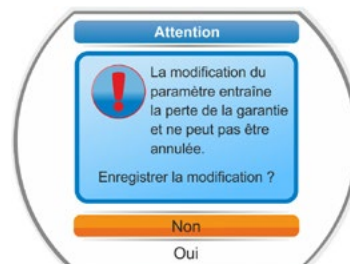 Attention
La modification du
paramètre entraîne
la perte de la garantie
et ne peut pas être
annulée.
Enregistrer la modification ?
Non
Oui